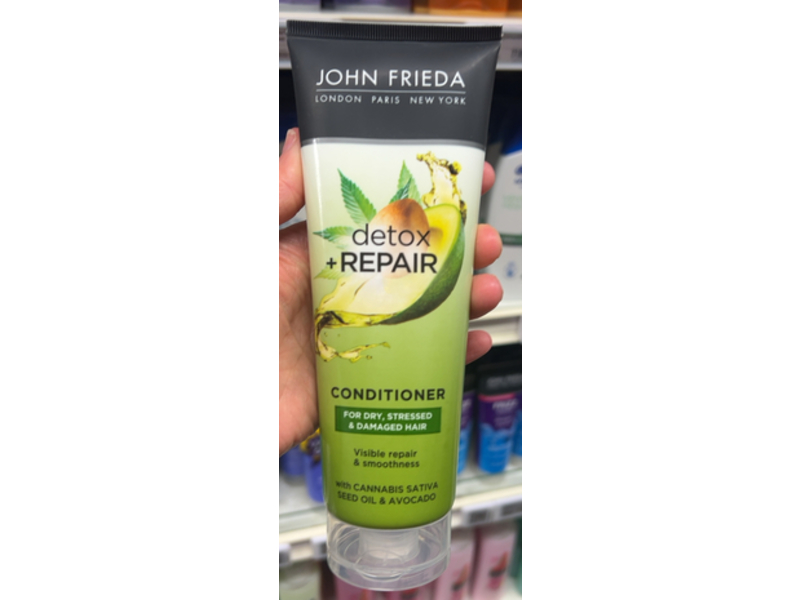 JOHN FRIEDA
LONDON PARIS NEW YORK
detox
+REPAIR
CONDITIONER
FOR DRY, STRESSED
& DAMAGED HAIR
Visible repair
& smoothness
with CANNABIS SATIVA
SEED OIL & AVOCADO